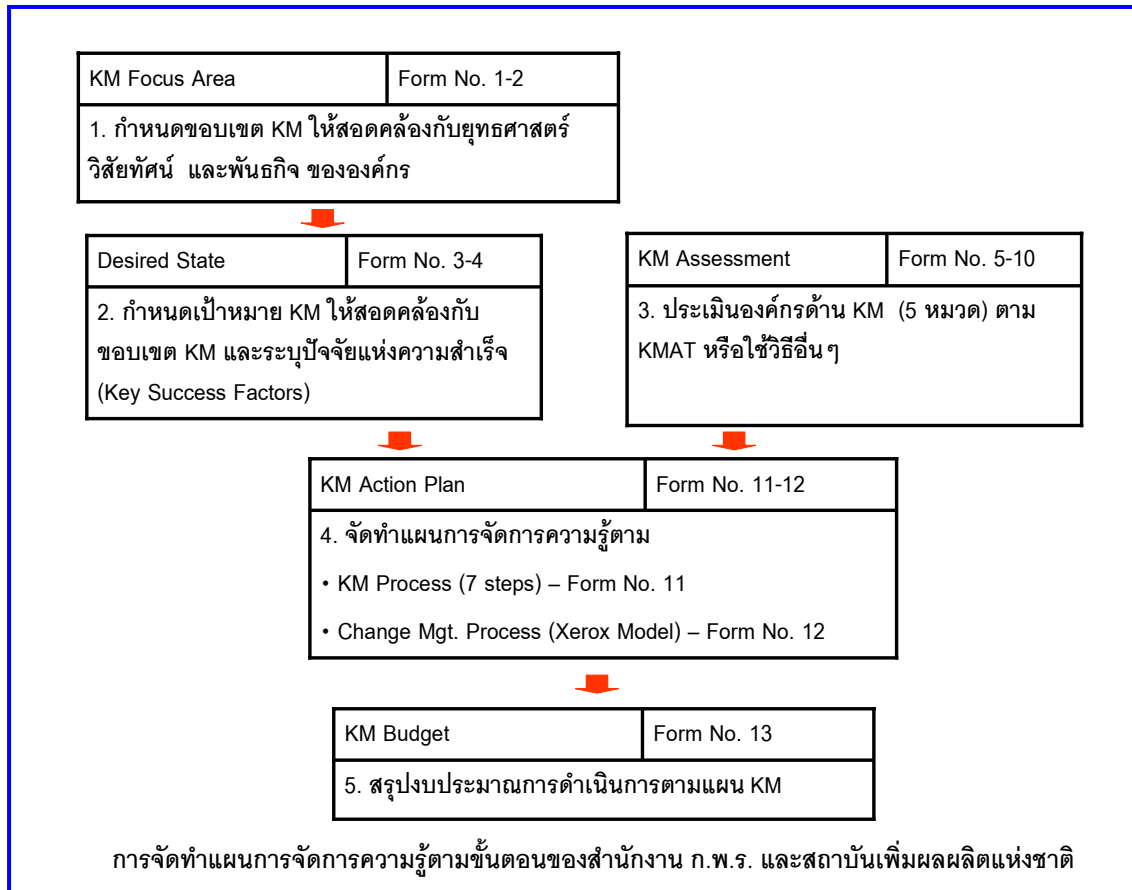 KM Focus Area
Form No. 1-2
1. กำหนดขอบเขต KM ให้สอดคล้องกับยุทธศาสตร์
วิสัยทัศน์ และพันธกิจ ขององค์กร
Desired State
Form No. 3-4
2. กำหนดเป้าหมาย KM ให้สอดคล้องกับ
ขอบเขต KM และระบุปัจจัยแห่งความสำเร็จ
(Key Success Factors)
KM Assessment
Form No. 5-10
3. ประเมินองค์กรด้าน KM (5 หมวด) ตาม
KMAT หรือใช้วิธีอื่นๆ
KM Action Plan
Form No. 11-12
4. จัดทำแผนการจัดการความรู้ตาม
• KM Process (7 steps) – Form No. 11
• Change Mgt. Process (Xerox Model) – Form No. 12
KM Budget
Form No. 13
5. สรุปงบประมาณการดำเนินการตามแผน KM
การจัดทำแผนการจัดการความรู้ตามขั้นตอนของสำนักงาน ก.พ.ร. และสถาบันเพิ่มผลผลิตแห่งชาติ